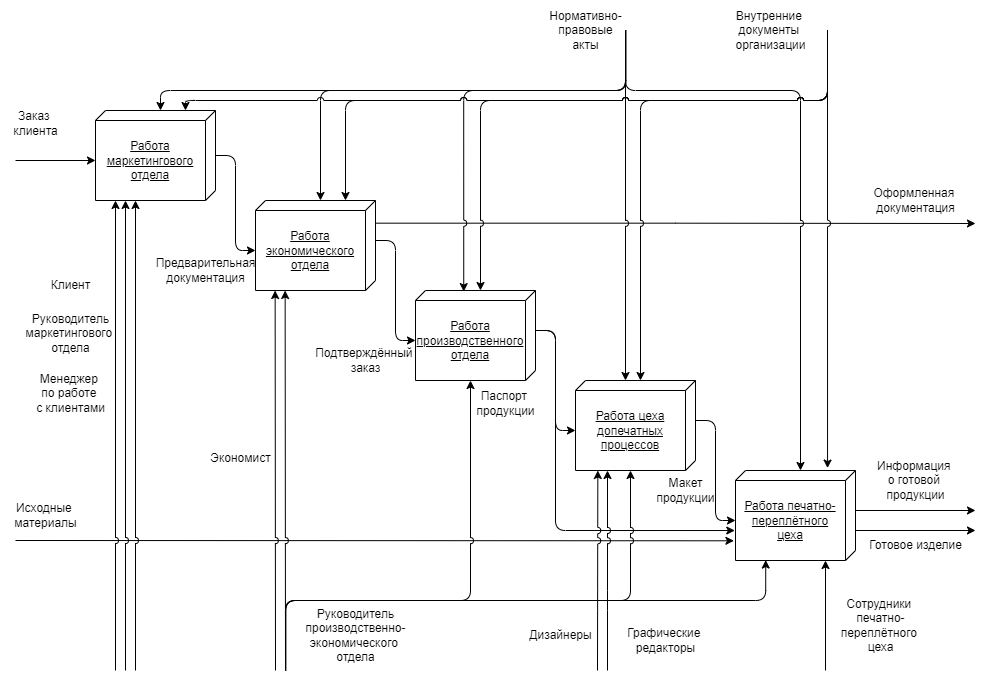 Нормативно-
правовые
акты
Внутренние
документы
организации
Заказ
клиента
Работа
маркетингового
отдела
Оформленная
документация
Работа
экономического
отдела
Предварительная
документация
Клиент
Руководитель
маркетингового
отдела
Работа
производственного
отдела
Подтверждённый
заказ
Менеджер
по работе
с клиентами
Паспорт
продукции
Работа цеха
допечатных
процессов
Экономист
Макет
продукции
Информация
о готовой
продукции
Исходные
материалы
Работа печатно-
переплётного
цеха
Готовое изделие
Руководитель
производственно-
экономического
отдела
Дизайнеры
Графические
редакторы
Сотрудники
печатно-
переплётного
цеха